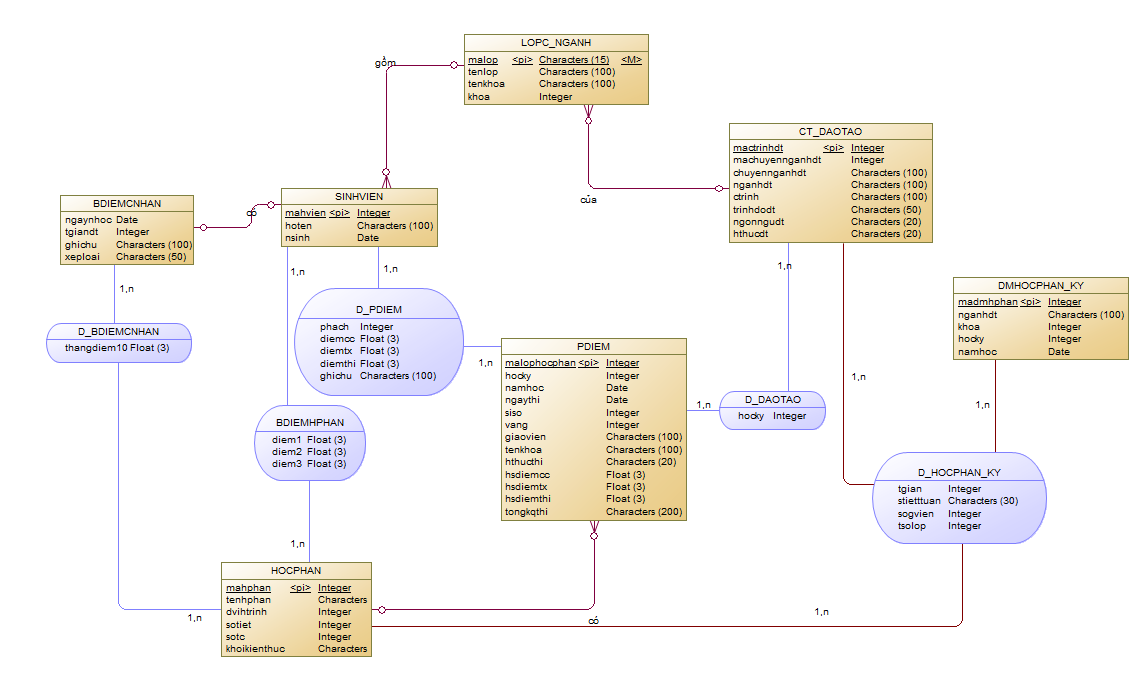 LOPC_NGANH
malop <pi> Characters (15) <M>
tenlop Characters (100)
tenkhoa Characters (100)
khoa Integer
gồm
CT_DAOTAO
mactrinhdt <pi> Integer
machuyennganhdt Integer
chuyennganhdt Characters (100)
nganhdt Characters (100)
ctrinh Characters (100)
trinhdodt Characters (50)
ngonngudt Characters (20)
hthucdt Characters (20)
của
BDIEMCNHAN
ngaynhoc Date
tgiandt Integer
ghichu Characters (100)
xeploai Characters (50)
có
SINHVIEN
mahvien <pi> Integer
hoten Characters (100)
nsinh Date
1,n
1,n
1,n
1,n
DMHOCPHAN_KY
madmhphan <pi> Integer
nganhdt Characters (100)
khoa Integer
hocky Integer
namhoc Date
D_BDIEMCNHAN
thangdiem10 Float (3)
D_PDIEM
phach Integer
diemcc Float (3)
diemtx Float (3)
diemthi Float (3)
ghichu Characters (100)
1,n
PDIEM
malophocphan <pi> Integer
hocky Integer
namhoc Date
ngaythi Date
siso Integer
vang Integer
giaovien Characters (100)
tenkhoa Characters (100)
hthucthi Characters (20)
hsdiemcc Float (3)
hsdiemtx Float (3)
hsdiemthi Float (3)
tongkqthi Characters (200)
1,n
D_DAOTAO
hocky Integer
1,n
1,n
BDIEMHPHAN
diem1 Float (3)
diem2 Float (3)
diem3 Float (3)
1,n
D_HOCPHAN_KY
tgian Integer
stietttuan Characters (30)
sogvien Integer
tsolop Integer
HOCPHAN
mahphan <pi> Integer
tenhphan Characters
dvihtrinh Integer
sotiet Integer
sotc Integer
khoikienthuc Characters
1,n
có
1,n